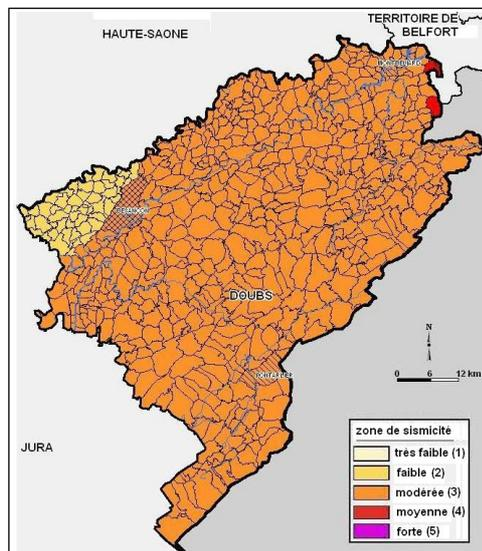 HAUTE-SAONE
TERRITOIRE DE
BELFORT
DOUBS
N
0 6 12 km
JURA
zone de sismicité
très faible (1)
faible (2)
modérée (3)
moyenne (4)
forte (5)